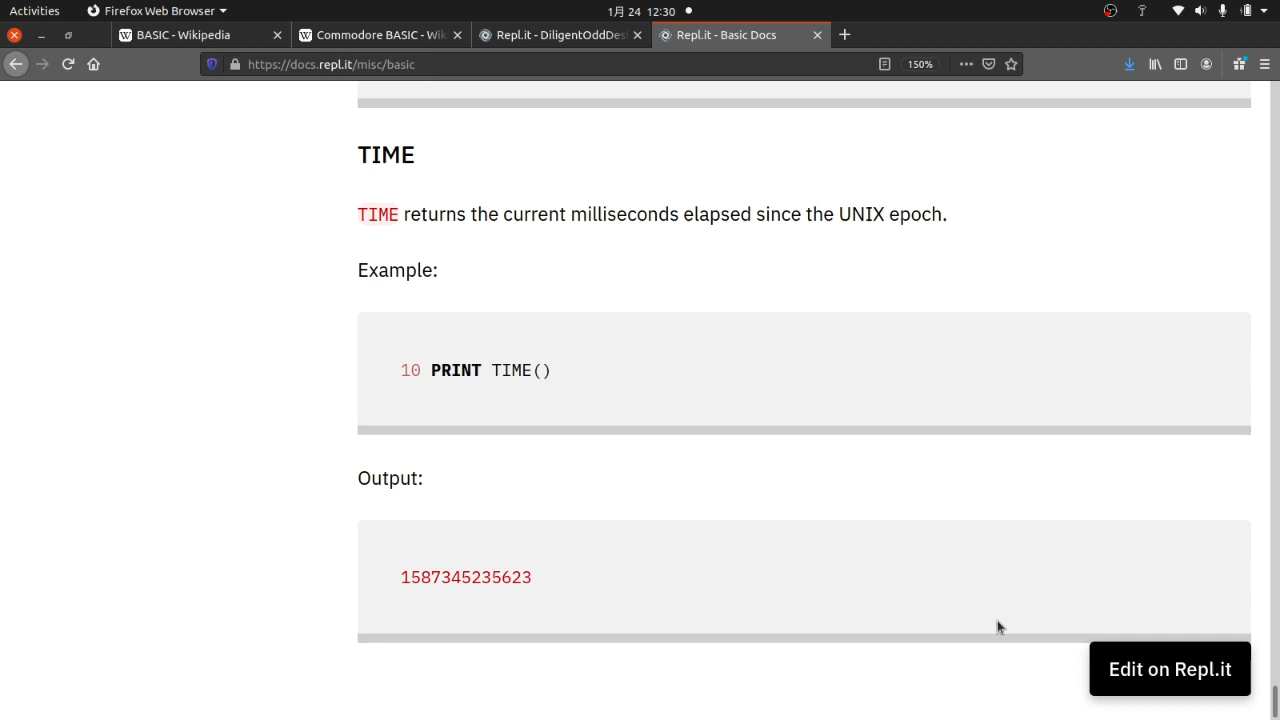 Activities Firefox Web Browser 1月 24 12:30
BASIC - Wikipedia Commodore BASIC - Wik Repl.it - DiligentOddDes Repl.it - Basic Docs
https://docs.repl.it/misc/basic 150%
TIME
TIME returns the current milliseconds elapsed since the UNIX epoch.
Example:
10 PRINT TIME()
Output:
1587345235623
Edit on Repl.it